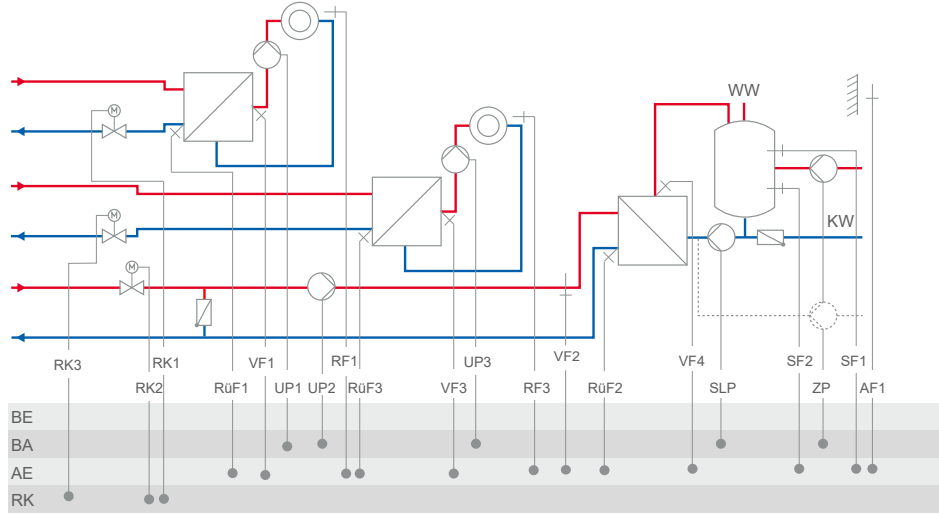 WW
M
KW
M
M
RK3 RK1 VF1 RF1 UP3 VF2 VF4 SF2 SF1
RK2 RüF1 UP1 UP2 RüF3 VF3 RF3 RüF2 SLP ZP AF1
BE
BA
AE
RK